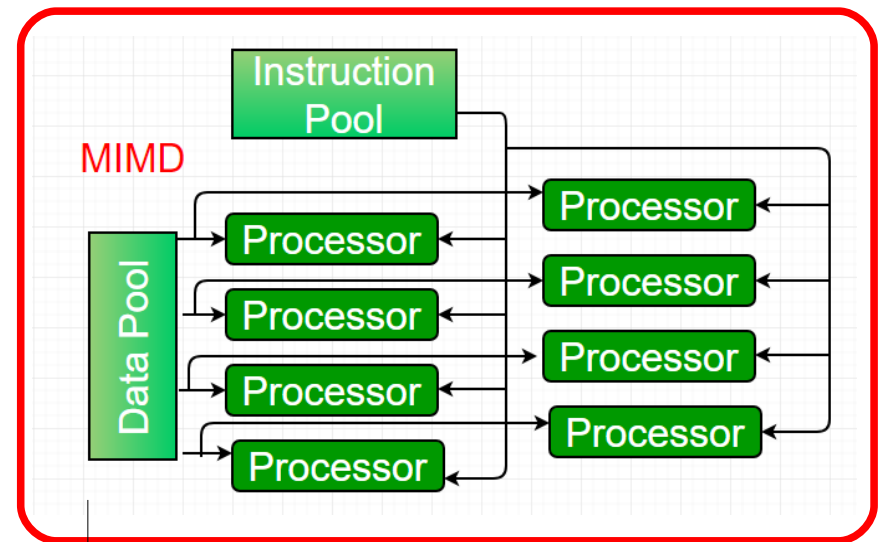 Instruction
Pool
MIMD
Data Pool
Processor
Processor
Processor
Processor
Processor
Processor
Processor
Processor